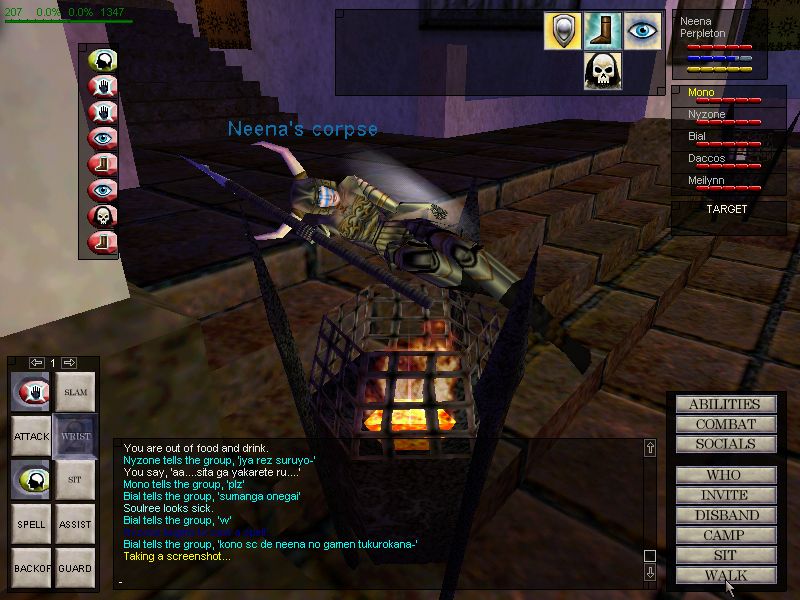 207 0.0% 0.0% 1347
Neena
Perpleton
Mono
Nyzone
Bial
Daccos
Meilynn
TARGET
Neena's corpse
1
SLAM
ATTACK
WRIST
SIT
SPELL
ASSIST
BACKOF
GUARD
You are out of food and drink.
Nyzone tells the group, 'jya rez suruyo-'
You say, 'aa....sita ga yakarete ru....'
Mono tells the group, 'plz'
Bial tells the group, 'sumanga onegai'
Soulree looks sick.
Bial tells the group, 'w'
Bial tells the group, 'kono sc de neena no gamen tukurokana-'
Taking a screenshot...
ABILITIES
COMBAT
SOCIALS
WHO
INVITE
DISBAND
CAMP
SIT
WALK